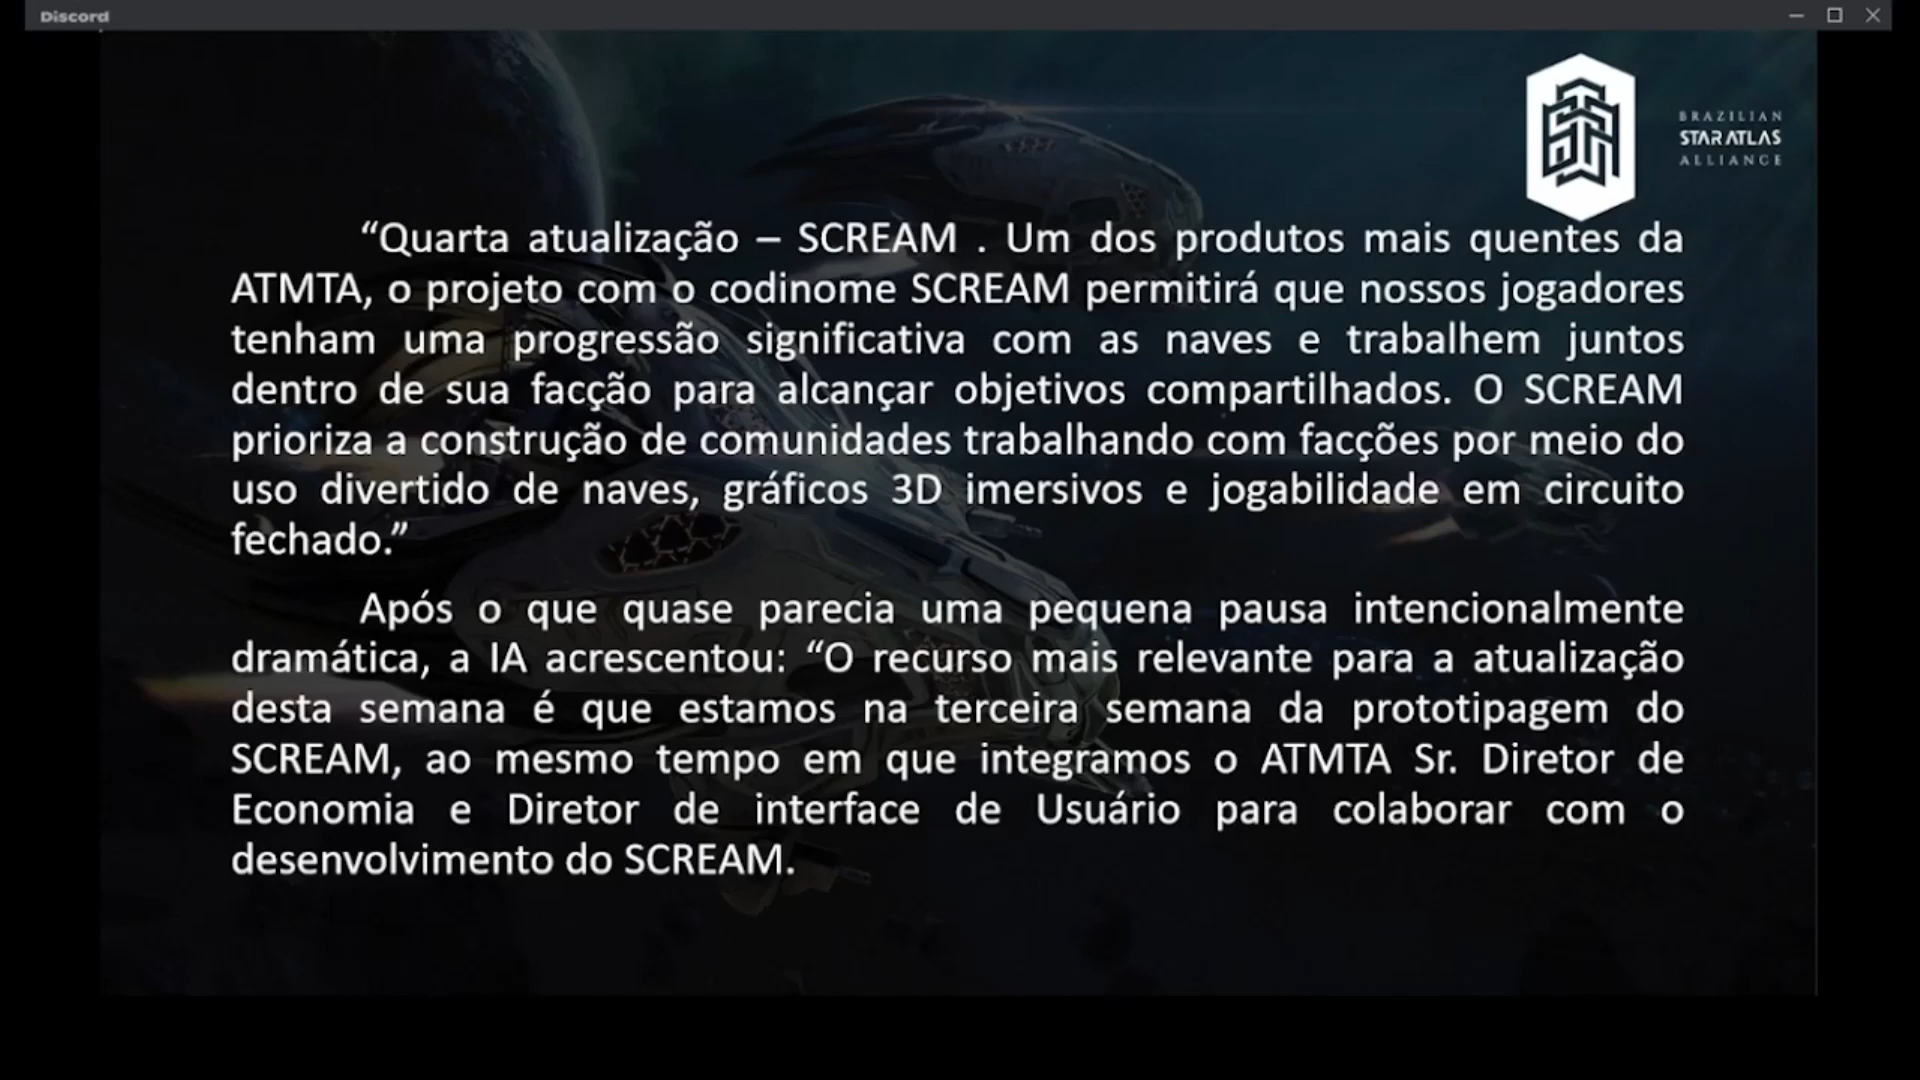 Discord
BRAZILIAN
STAR ATLAS
ALLIANCE
“Quarta atualização – SCREAM . Um dos produtos mais quentes da
ATMTA, o projeto com o codinome SCREAM permitirá que nossos jogadores
tenham uma progressão significativa com as naves e trabalhem juntos
dentro de sua facção para alcançar objetivos compartilhados. O SCREAM
prioriza a construção de comunidades trabalhando com facções por meio do
uso divertido de naves, gráficos 3D imersivos e jogabilidade em circuito
fechado.”
Após o que quase parecia uma pequena pausa intencionalmente
dramática, a IA acrescentou: “O recurso mais relevante para a atualização
desta semana é que estamos na terceira semana da prototipagem do
SCREAM, ao mesmo tempo em que integramos o ATMTA Sr. Diretor de
Economia e Diretor de interface de Usuário para colaborar com o
desenvolvimento do SCREAM.